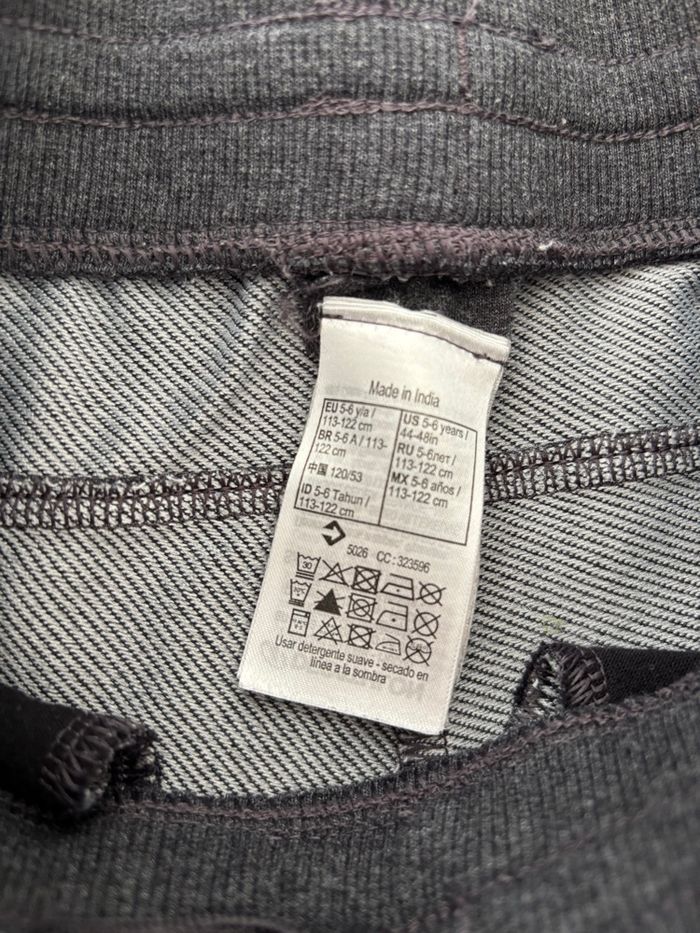 Made in India
EU 5-6 y/a /
113-122 cm
BR 5-6 A / 113-
122 cm
中国 120/53
ID 5-6 Tahun /
113-122 cm
US 5-6 years /
44-48in
RU 5-6лет /
113-122 cm
MX 5-6 años /
113-122 cm
5026 CC : 323596
30
Usar detergente suave - secado en
línea a la sombra